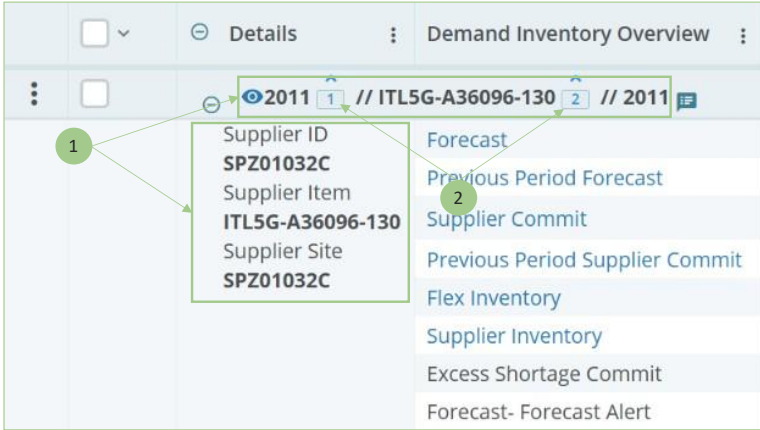 Details Demand Inventory Overview
2011 1 // ITL5G-A36096-130 2 // 2011
1
Supplier ID
SPZ01032C
Supplier Item
ITL5G-A36096-130
Supplier Site
SPZ01032C
Forecast
Previous Period Forecast
2
Supplier Commit
Previous Period Supplier Commit
Flex Inventory
Supplier Inventory
Excess Shortage Commit
Forecast- Forecast Alert